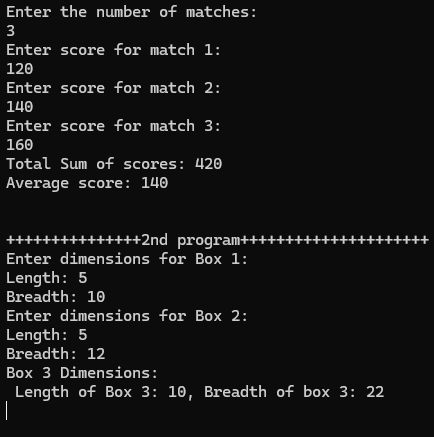 Enter the number of matches:
3
Enter score for match 1:
120
Enter score for match 2:
140
Enter score for match 3:
160
Total Sum of scores: 420
Average score: 140
+++++++++++++++2nd program+++++++++++++++++++++
Enter dimensions for Box 1:
Length: 5
Breadth: 10
Enter dimensions for Box 2:
Length: 5
Breadth: 12
Box 3 Dimensions:
 Length of Box 3: 10, Breadth of box 3: 22